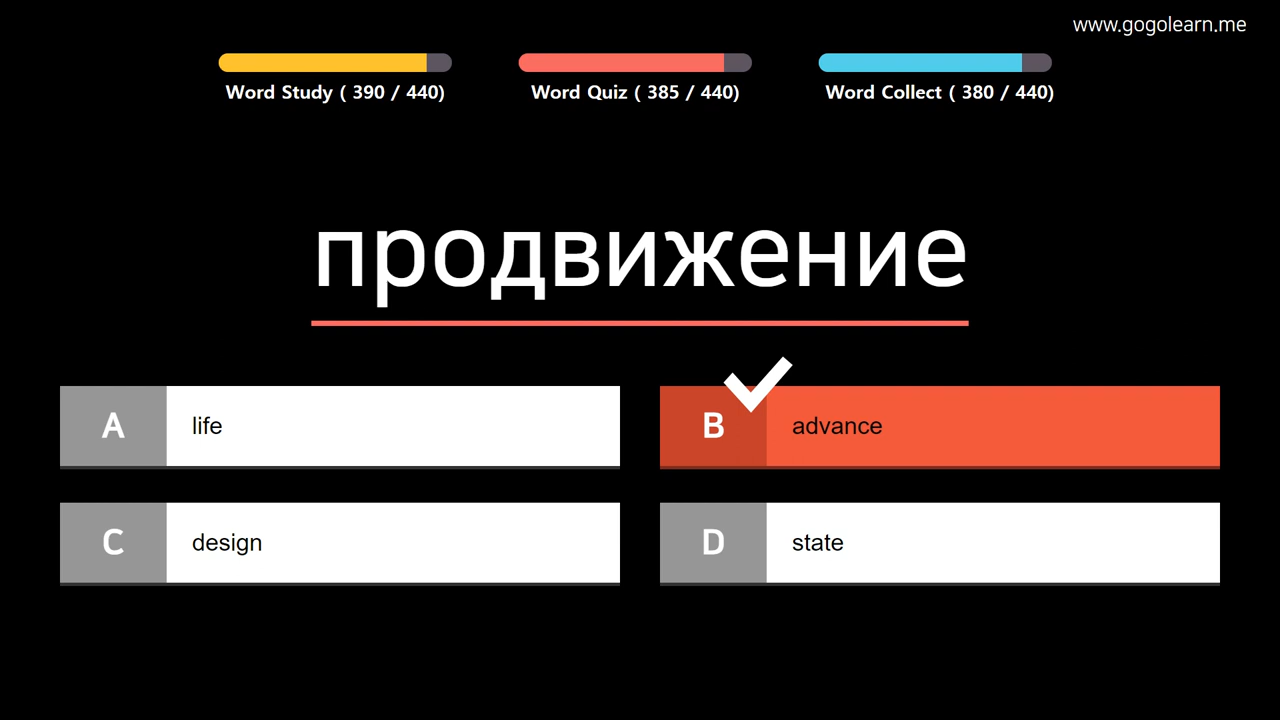 www.gogolearn.me
Word Study ( 390 / 440)
Word Quiz ( 385 / 440)
Word Collect ( 380 / 440)
продвижение
A life
B advance
C design
D state